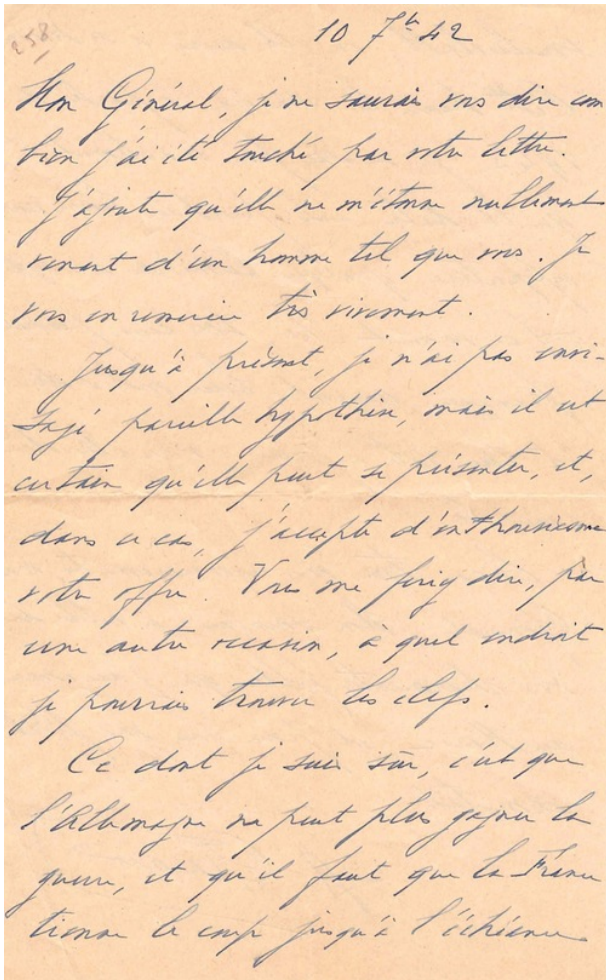 258
10 7bre 42
Mon Général, je ne saurais vous dire com
bien j'ai été touché par votre lettre.
J'ajoute qu'elle ne m'étonne nullement
venant d'un homme tel que vous. Je
vous en remercie très vivement.
Jusqu'à présent, je n'ai pas envi-
sagé pareille hypothèse, mais il est
certain qu'elle peut se présenter, et,
dans ce cas, j'accepte d'enthousiasme
votre offre. Vous me ferez dire, par
une autre occasion, à quel endroit
je pourrais trouver les clefs.
Ce dont je suis sûr, c'est que
l'Allemagne ne peut plus gagner la
guerre, et qu'il faut que la France
tienne le coup jusqu'à l'échéance